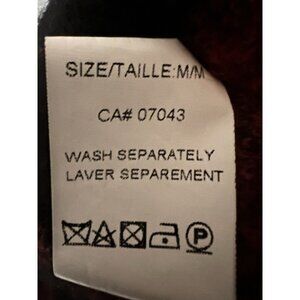 SIZE/TAILLE:M/M
CA# 07043
WASH SEPARATELY
LAVER SEPAREMENT
P